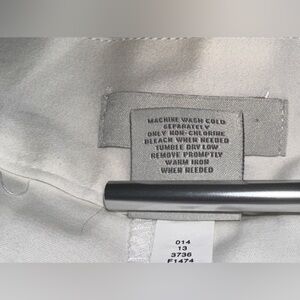 MACHINE WASH COLD
SEPARATELY
ONLY NON-CHLORINE
BLEACH WHEN NEEDED
TUMBLE DRY LOW
REMOVE PROMPTLY
WARM IRON
WHEN NEEDED
014
13
3736
F1474